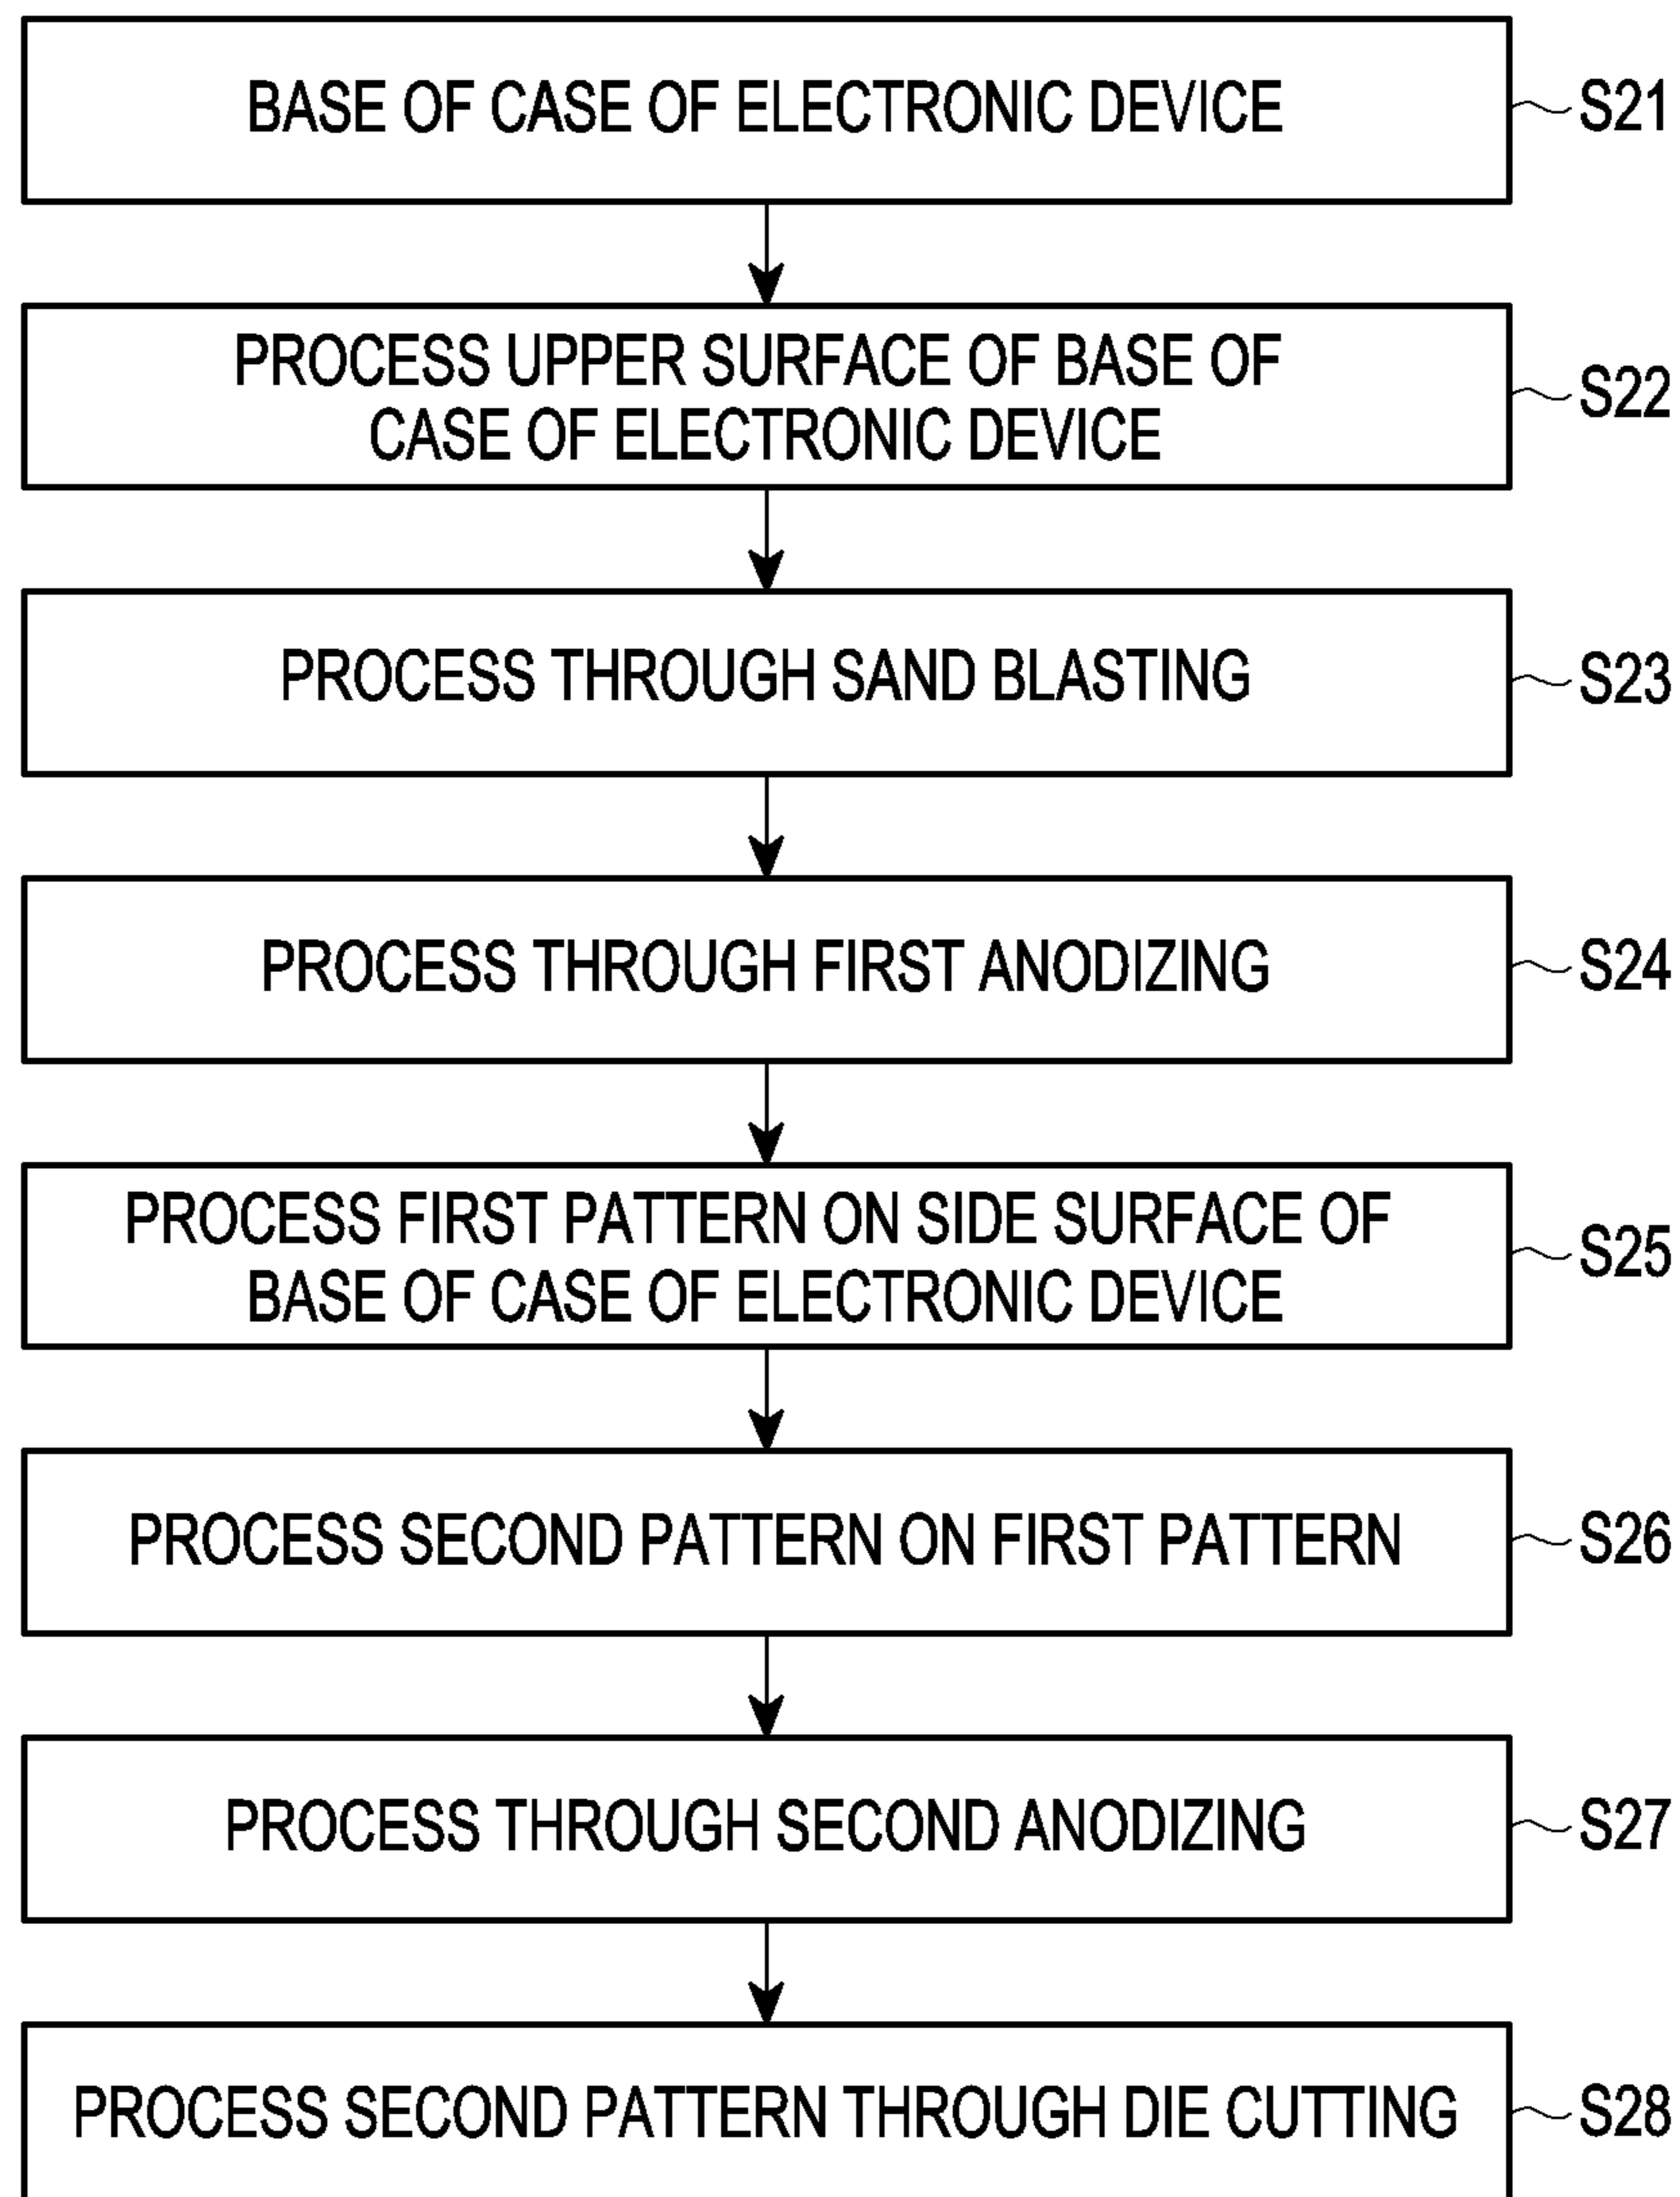 BASE OF CASE OF ELECTRONIC DEVICE
S21
PROCESS UPPER SURFACE OF BASE OF
CASE OF ELECTRONIC DEVICE
S22
PROCESS THROUGH SAND BLASTING
S23
PROCESS THROUGH FIRST ANODIZING
S24
PROCESS FIRST PATTERN ON SIDE SURFACE OF
BASE OF CASE OF ELECTRONIC DEVICE
S25
PROCESS SECOND PATTERN ON FIRST PATTERN
S26
PROCESS THROUGH SECOND ANODIZING
S27
PROCESS SECOND PATTERN THROUGH DIE CUTTING
S28